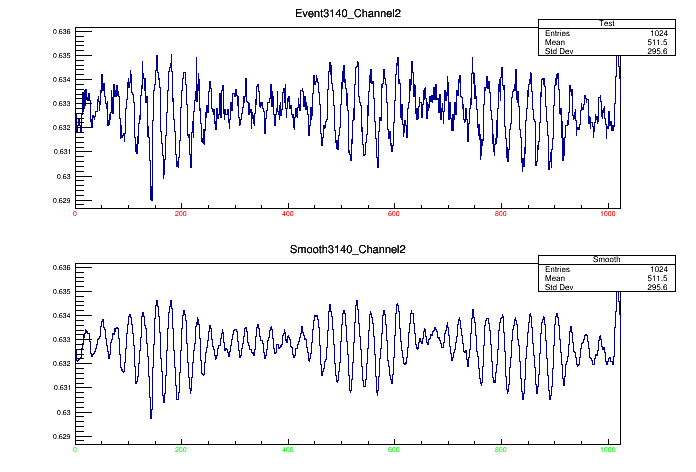 Event3140_Channel2
Test
Entries 1024
Mean 511.5
Std Dev 295.6
0.636
0.635
0.634
0.633
0.632
0.631
0.63
0.629
0 200 400 600 800 1000
Smooth3140_Channel2
Smooth
Entries 1024
Mean 511.5
Std Dev 295.6
0.636
0.635
0.634
0.633
0.632
0.631
0.63
0.629
0 200 400 600 800 1000